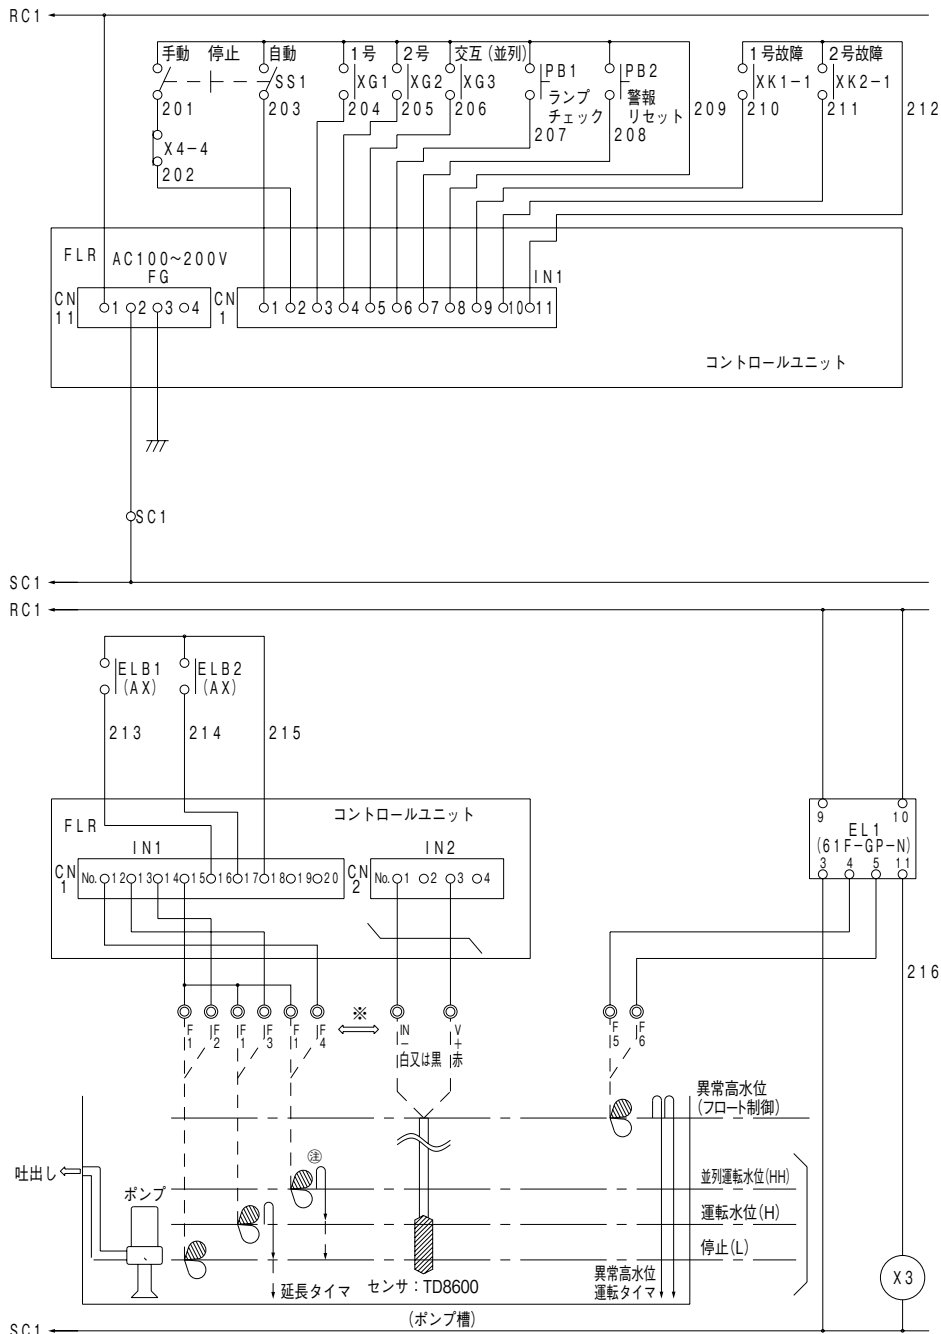 RC1
手動 停止 自動 1号 2号 交互(並列) 1号故障 2号故障
SS1 XG1 XG2 XG3 PB1 PB2 XK1-1 XK2-1
ランプ
チェック
警報
リセット
201 203 204 205 206 207 208 209 210 211 212
X4-4
202
FLR AC100~200V
FG IN1
CN
11
1 2 3 4
CN
1
1 2 3 4 5 6 7 8 9 10 11
コントロールユニット
SC1
SC1
RC1
ELB1
(AX)
ELB2
(AX)
213 214 215
コントロールユニット
FLR
IN1 IN2
CN
1
No. 12 13 14 15 16 17 18 19 20
CN
2
No. 1 2 3 4
9 10
EL1
(61F-GP-N)
3 4 5 11
216
F1 F2 F1 F3 F1 F4 ※ IN- V+ F5 F6
白又は黒 赤
異常高水位
(フロート制御)
注
吐出し
ポンプ
並列運転水位(HH)
運転水位(H)
停止(L)
延長タイマ
センサ:TD8600
異常高水位
運転タイマ
X3
(ポンプ槽)
SC1